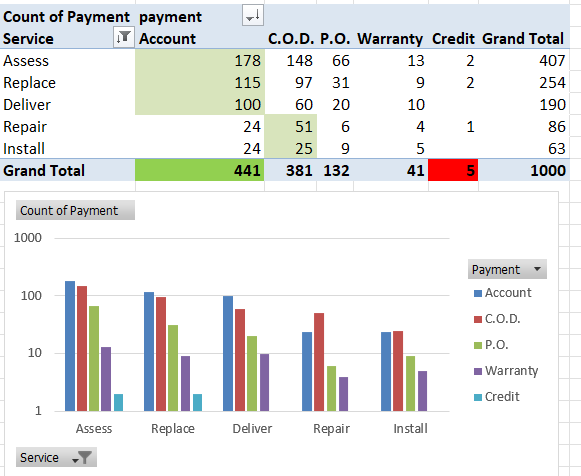 Count of Payment payment
Service Account C.O.D. P.O. Warranty Credit Grand Total
Assess 178 148 66 13 2 407
Replace 115 97 31 9 2 254
Deliver 100 60 20 10 190
Repair 24 51 6 4 1 86
Install 24 25 9 5 63
Grand Total 441 381 132 41 5 1000
Count of Payment
1000
100
10
1
Assess Replace Deliver Repair Install
Payment
Account
C.O.D.
P.O.
Warranty
Credit
Service